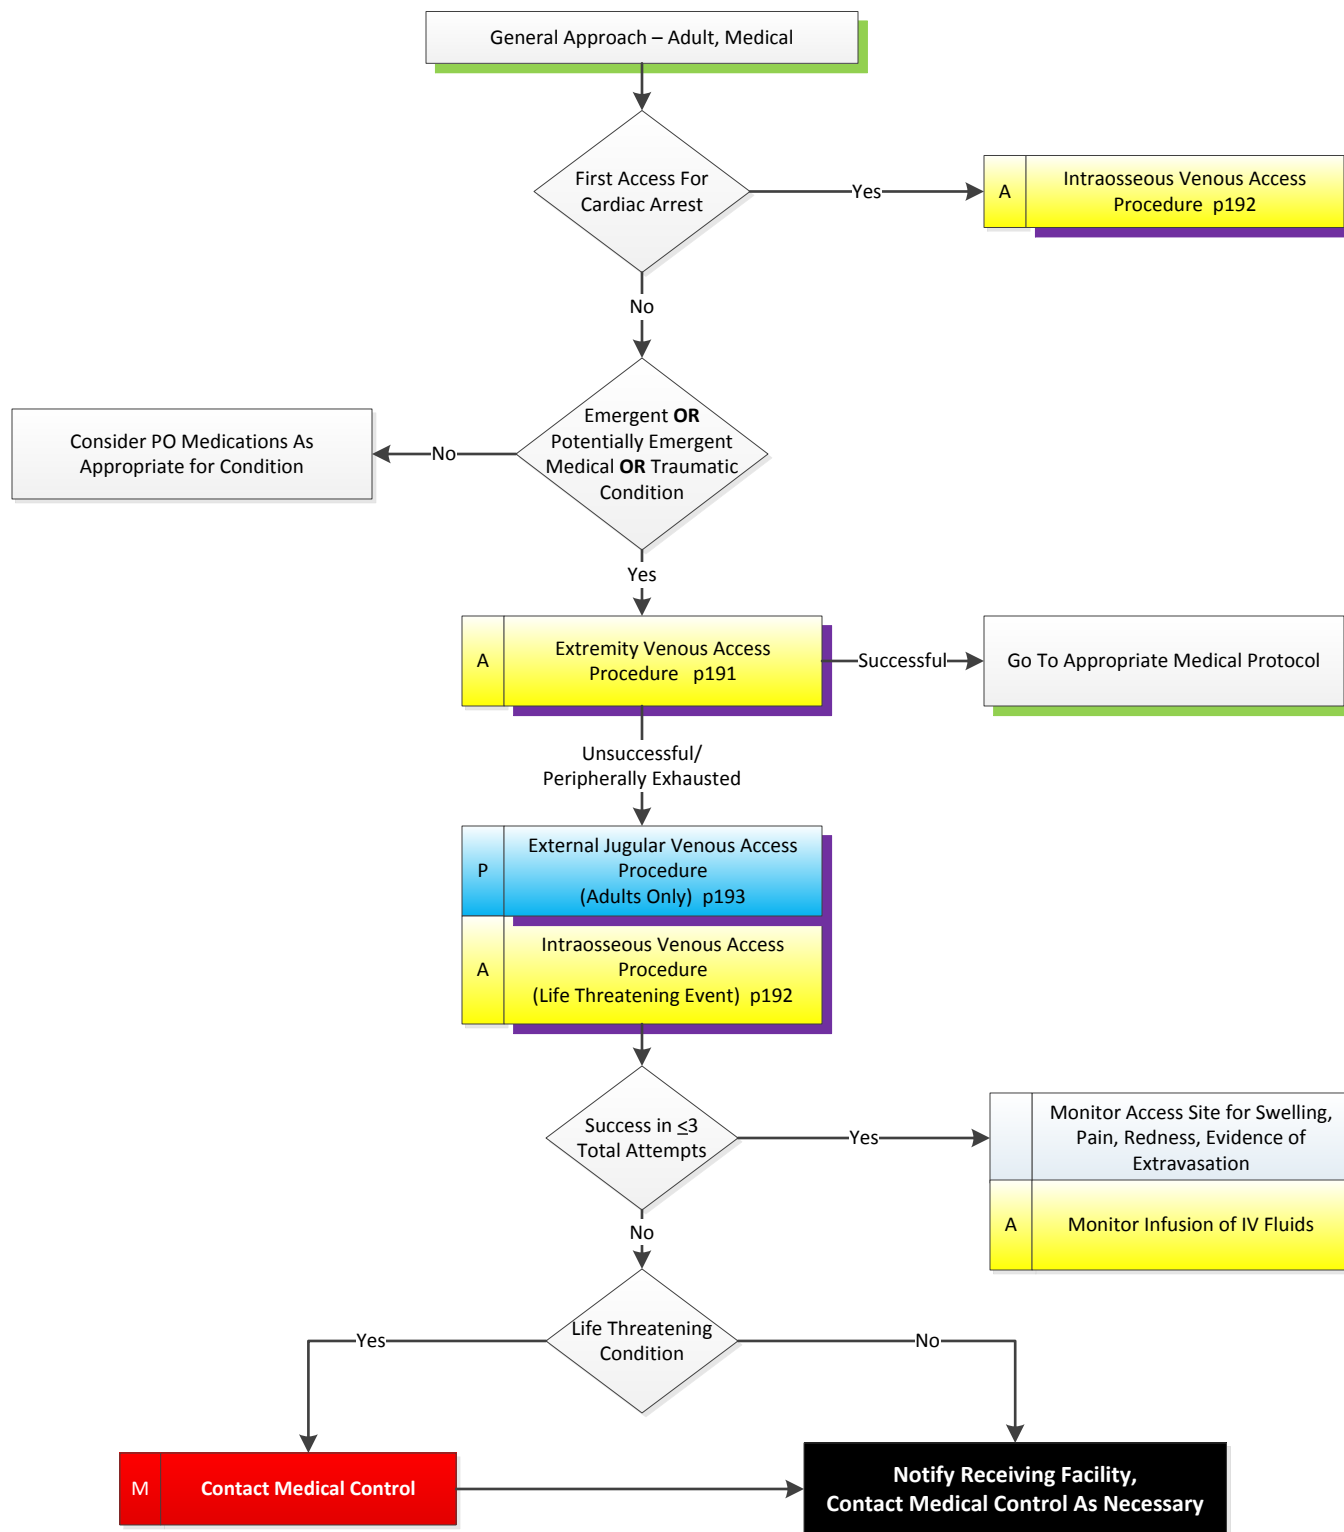 General Approach – Adult, Medical
First Access For
Cardiac Arrest
Yes
A
Intraosseous Venous Access
Procedure p192
No
Emergent OR
Potentially Emergent
Medical OR Traumatic
Condition
No
Consider PO Medications As
Appropriate for Condition
Yes
A
Extremity Venous Access
Procedure p191
Successful
Go To Appropriate Medical Protocol
Unsuccessful/
Peripherally Exhausted
P
External Jugular Venous Access
Procedure
(Adults Only) p193
A
Intraosseous Venous Access
Procedure
(Life Threatening Event) p192
Success in ≤3
Total Attempts
Yes
Monitor Access Site for Swelling,
Pain, Redness, Evidence of
Extravasation
A
Monitor Infusion of IV Fluids
No
Life Threatening
Condition
Yes
No
M
Contact Medical Control
Notify Receiving Facility,
Contact Medical Control As Necessary